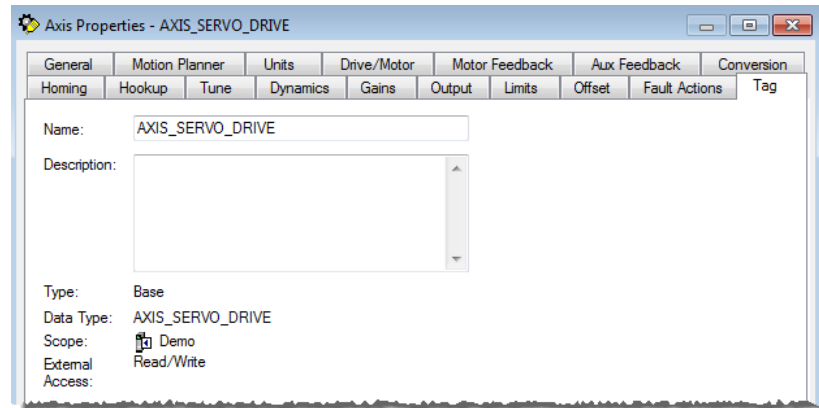 Axis Properties - AXIS_SERVO_DRIVE
General Motion Planner Units Drive/Motor Motor Feedback Aux Feedback Conversion
Homing Hookup Tune Dynamics Gains Output Limits Offset Fault Actions Tag
Name: AXIS_SERVO_DRIVE
Description:
Type: Base
Data Type: AXIS_SERVO_DRIVE
Scope: Demo
External Read/Write
Access: